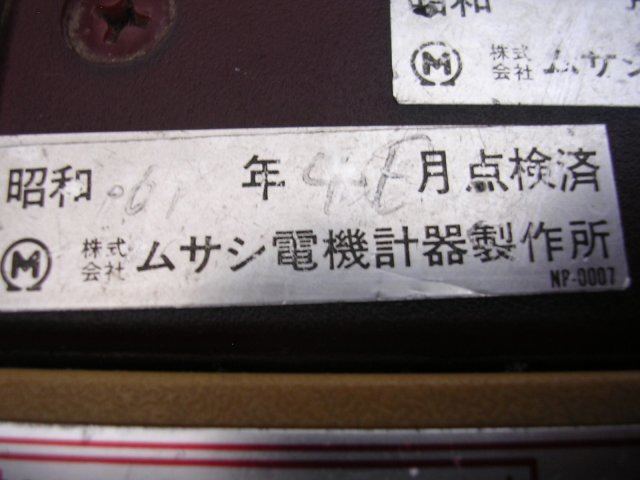 昭和
株式会社 ムサシ
昭和 61 年 4 月点検済
株式会社 ムサシ電機計器製作所
NP-0007